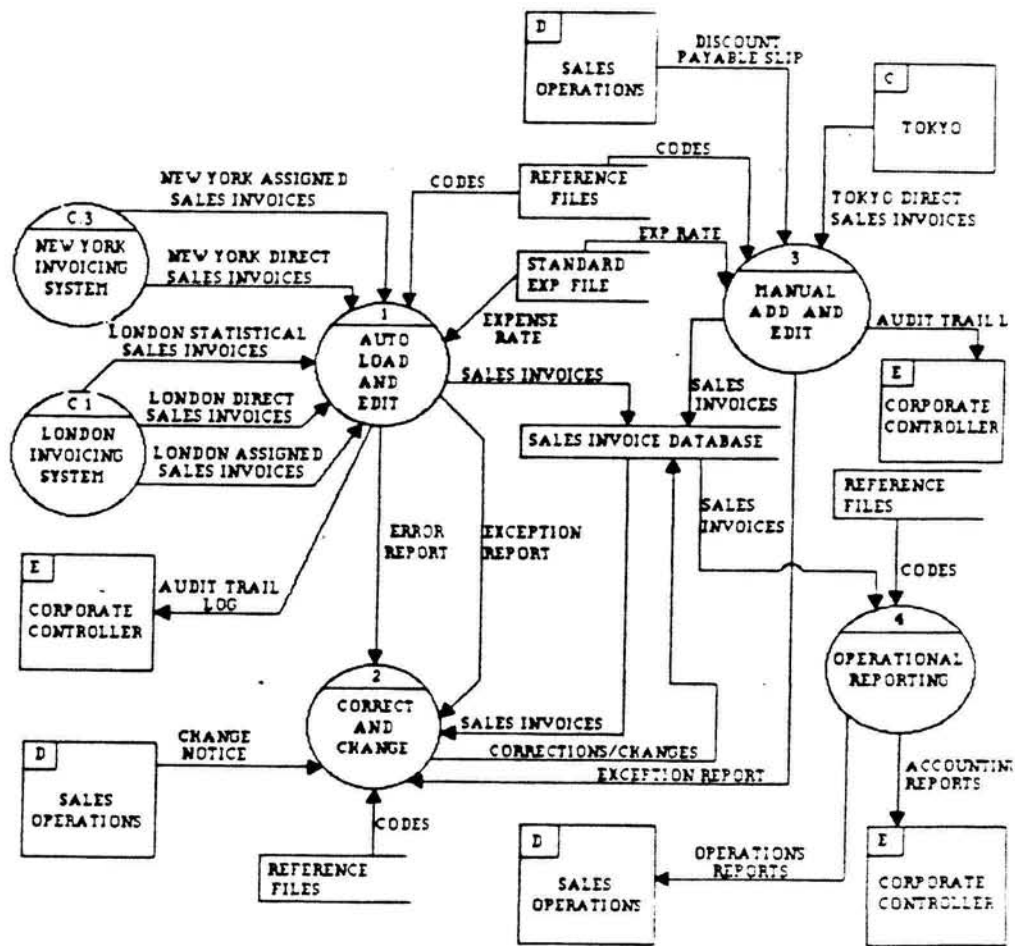 D
SALES
OPERATIONS
DISCOUNT
PAYABLE SLIP
C
TOKYO
NEW YORK ASSIGNED
SALES INVOICES
CODES
REFERENCE
FILES
CODES
TOKYO DIRECT
SALES INVOICES
C.3
NEW YORK
INVOICING
SYSTEM
NEW YORK DIRECT
SALES INVOICES
STANDARD
EXP FILE
EXP RATE
3
MANUAL
ADD AND
EDIT
1
AUTO
LOAD
AND
EDIT
EXPENSE
RATE
AUDIT TRAIL L
LONDON STATISTICAL
SALES INVOICES
C 1
LONDON
INVOICING
SYSTEM
LONDON DIRECT
SALES INVOICES
LONDON ASSIGNED
SALES INVOICES
SALES INVOICES
SALES
INVOICES
E
CORPORATE
CONTROLLER
SALES INVOICE DATABASE
REFERENCE
FILES
SALES
INVOICES
ERROR
REPORT
EXCEPTION
REPORT
CODES
E
CORPORATE
CONTROLLER
AUDIT TRAIL
LOG
4
OPERATIONAL
REPORTING
2
CORRECT
AND
CHANGE
SALES INVOICES
CORRECTIONS/CHANGES
EXCEPTION REPORT
D
SALES
OPERATIONS
CHANGE
NOTICE
ACCOUNTIN
REPORTS
CODES
REFERENCE
FILES
D
SALES
OPERATIONS
OPERATIONS
REPORTS
E
CORPORATE
CONTROLLER